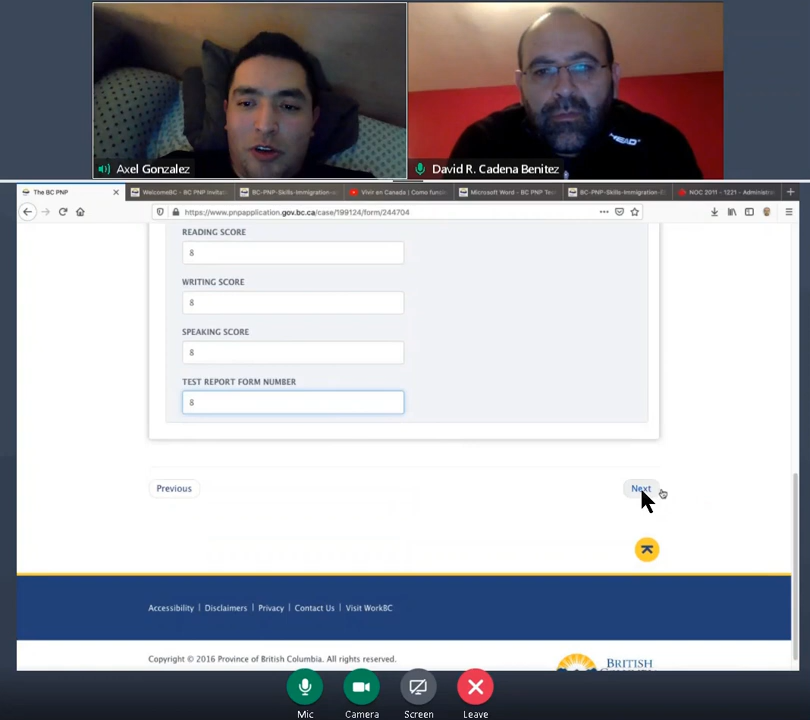 Axel Gonzalez
David R. Cadena Benitez
HEAD
The BC PNP
WelcomeBC - BC PNP Invitati
BC-PNP-Skills-Immigration-
Vivir en Canada | Como funci
Microsoft Word - BC PNP Tec
BC-PNP-Skills-Immigration-E
NOC 2011 - 1221 - Administra
https://www.pnpapplication.gov.bc.ca/case/199124/form/244704
READING SCORE
8
WRITING SCORE
8
SPEAKING SCORE
8
TEST REPORT FORM NUMBER
8
Previous
Next
Accessibility | Disclaimers | Privacy | Contact Us | Visit WorkBC
Copyright © 2016 Province of British Columbia. All rights reserved.
BRITISH
Mic
Camera
Screen
Leave